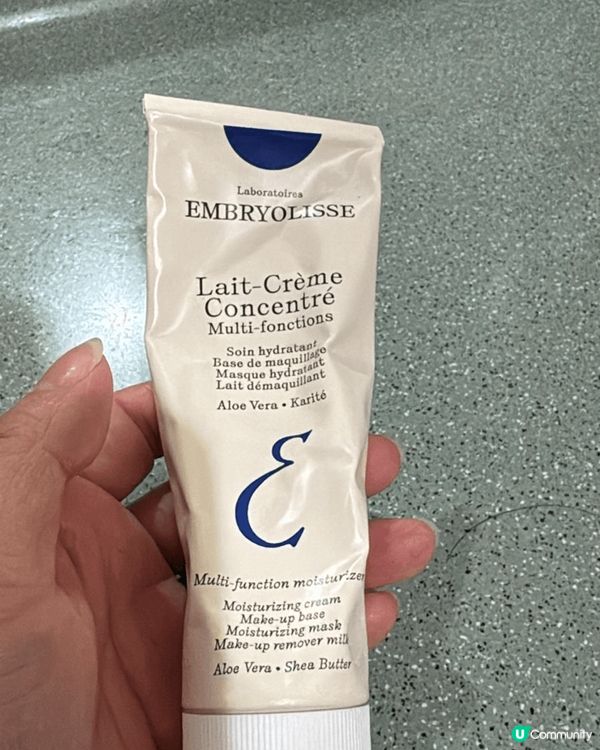 Laboratoires
EMBRYOLISSE
Lait-Crème
Concentré
Multi-fonctions
Soin hydratant
Base de maquillage
Masque hydratant
Lait démaquillant
Aloe Vera • Karité
E
Multi-function moisturizer
Moisturizing cream
Make-up base
Moisturizing mask
Make-up remover milk
Aloe Vera • Shea Butter
U Community